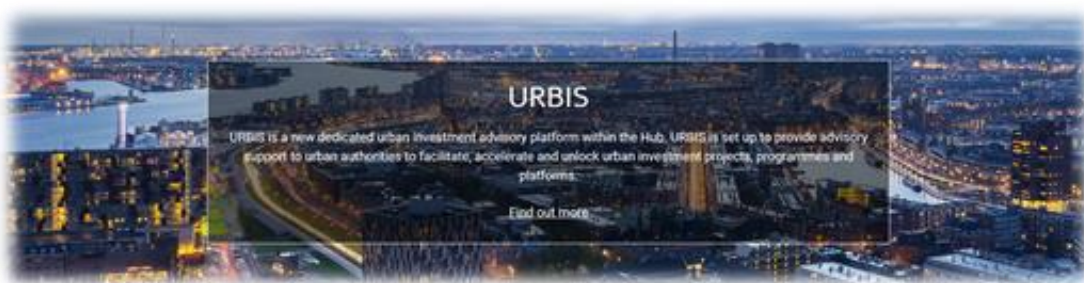 URBIS
URBIS is a new dedicated urban investment advisory platform within the Hub. URBIS is set up to provide advisory
support to urban authorities to facilitate, accelerate and unlock urban investment projects, programmes and
platforms.
Find out more